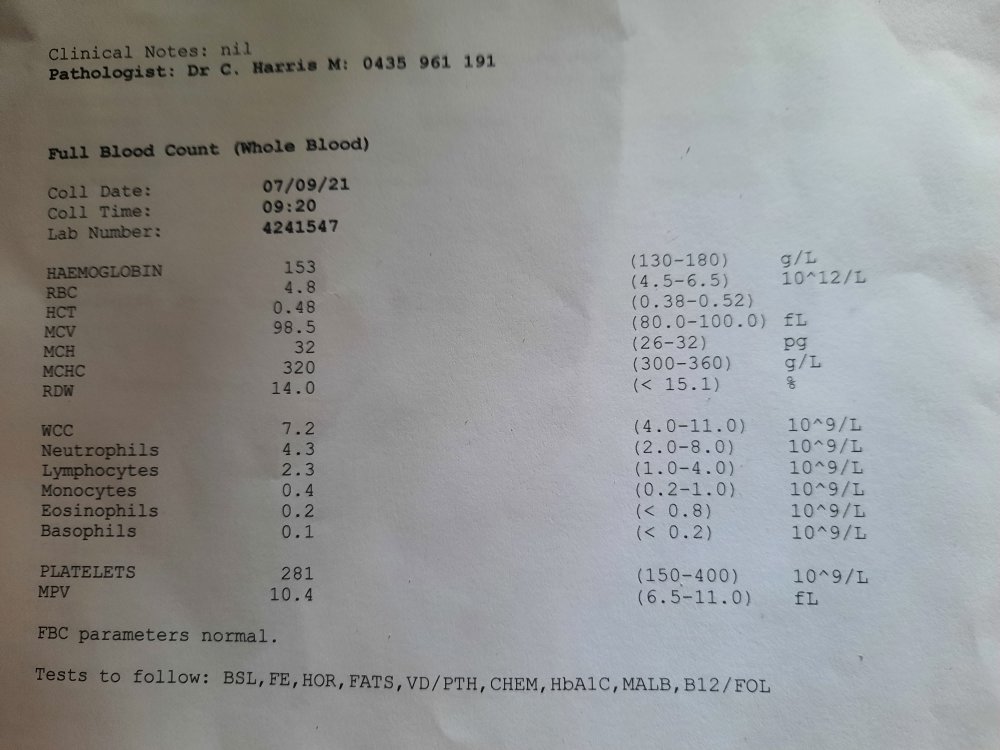 Clinical Notes: nil
Pathologist: Dr C. Harris M: 0435 961 191
Full Blood Count (Whole Blood)
Coll Date: 07/09/21
Coll Time: 09:20
Lab Number: 4241547
HAEMOGLOBIN 153 (130-180) g/L
RBC 4.8 (4.5-6.5) 10^12/L
HCT 0.48 (0.38-0.52)
MCV 98.5 (80.0-100.0) fL
MCH 32 (26-32) pg
MCHC 320 (300-360) g/L
RDW 14.0 (< 15.1) %
WCC 7.2 (4.0-11.0) 10^9/L
Neutrophils 4.3 (2.0-8.0) 10^9/L
Lymphocytes 2.3 (1.0-4.0) 10^9/L
Monocytes 0.4 (0.2-1.0) 10^9/L
Eosinophils 0.2 (< 0.8) 10^9/L
Basophils 0.1 (< 0.2) 10^9/L
PLATELETS 281 (150-400) 10^9/L
MPV 10.4 (6.5-11.0) fL
FBC parameters normal.
Tests to follow: BSL,FE,HOR,FATS,VD/PTH,CHEM,HbA1C,MALB,B12/FOL